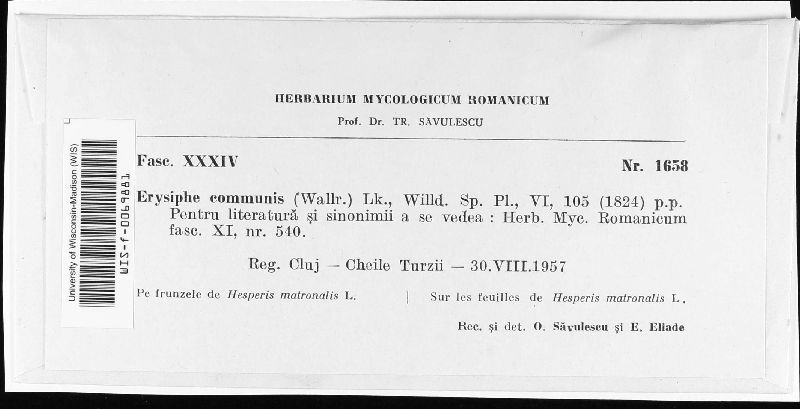 HERBARIUM MYCOLOGICUM ROMANICUM
Prof. Dr. TR. SAVULESCU
Fasc. XXXIV
Nr. 1658
Erysiphe communis (Wallr.) Lk., Willd. Sp. Pl., VI, 105 (1824) p.p.
Pentru literatură și sinonimii a se vedea : Herb. Myc. Romanicum
fasc. XI, nr. 540.
Reg. Cluj — Cheile Turzii — 30.VIII.1957
Pe frunzele de Hesperis matronalis L. | Sur les feuilles de Hesperis matronalis L.
Rec. și det. O. Săvulescu și E. Eliade
University of Wisconsin-Madison (WIS)
WIS-f-0069881